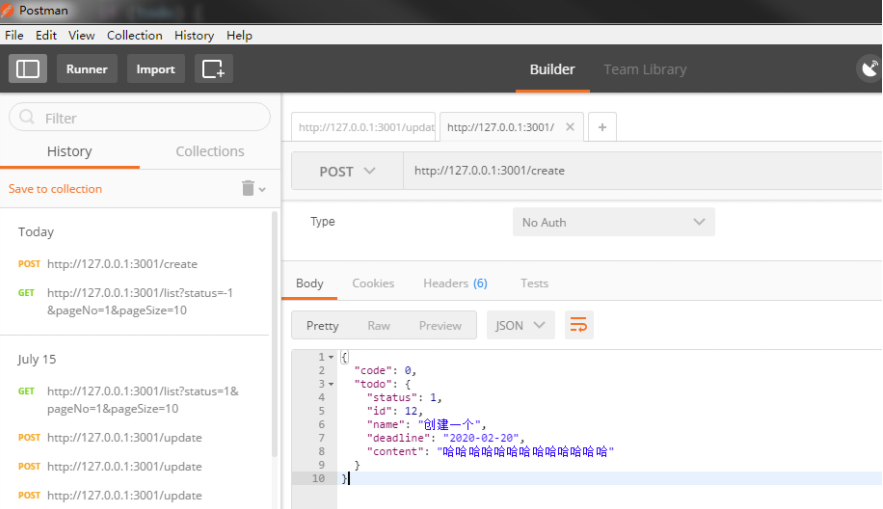 Postman
File Edit View Collection History Help
Runner Import Builder Team Library
Filter
History Collections
Save to collection
Today
POST http://127.0.0.1:3001/create
GET http://127.0.0.1:3001/list?status=-1
&pageNo=1&pageSize=10
July 15
GET http://127.0.0.1:3001/list?status=1&
pageNo=1&pageSize=10
POST http://127.0.0.1:3001/update
POST http://127.0.0.1:3001/update
POST http://127.0.0.1:3001/update
http://127.0.0.1:3001/updat http://127.0.0.1:3001/ × +
POST http://127.0.0.1:3001/create
Type No Auth
Body Cookies Headers (6) Tests
Pretty Raw Preview JSON
1 {
2 "code": 0,
3 "todo": {
4 "status": 1,
5 "id": 12,
6 "name": "创建一个",
7 "deadline": "2020-02-20",
8 "content": "哈哈哈哈哈哈哈哈哈哈哈哈哈"
9 }
10 }